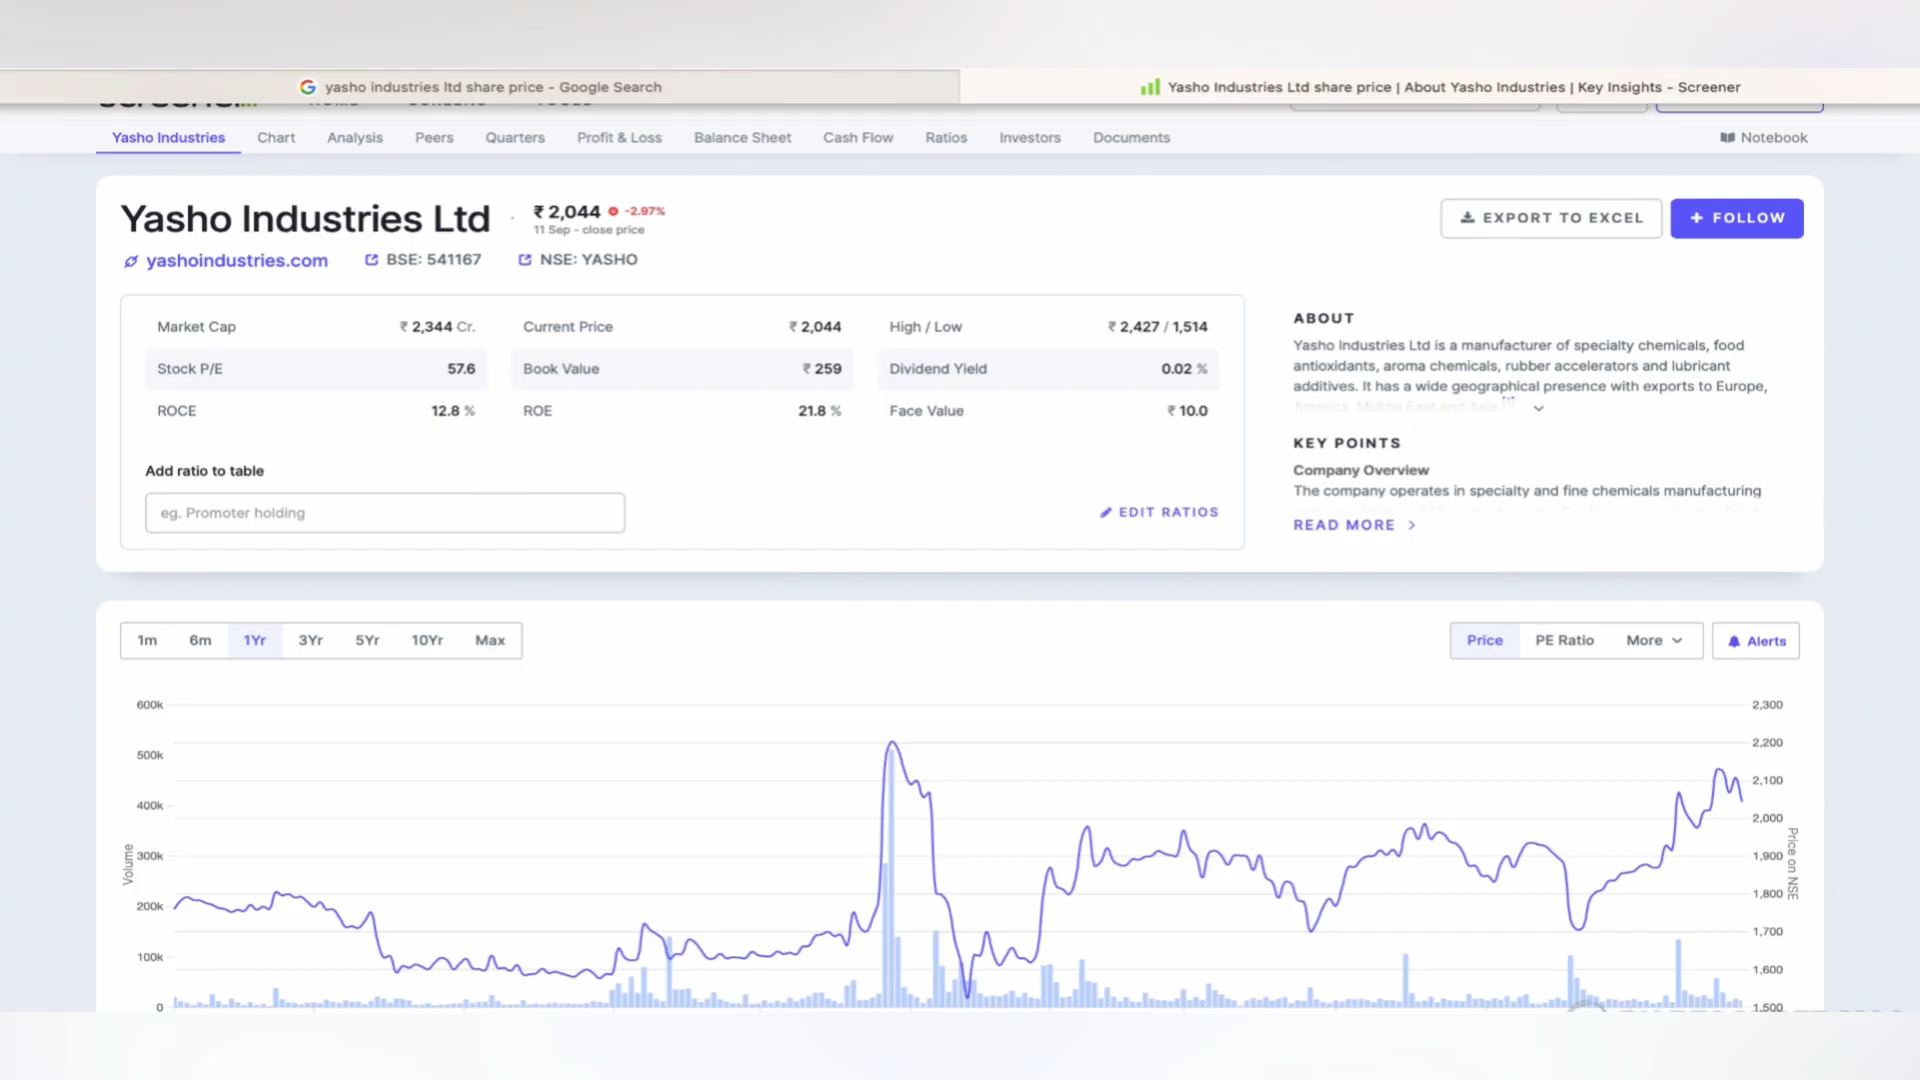 yasho industries ltd share price - Google Search
Yasho Industries Ltd share price | About Yasho Industries | Key Insights - Screener
Yasho Industries Chart Analysis Peers Quarters Profit & Loss Balance Sheet Cash Flow Ratios Investors Documents Notebook
Yasho Industries Ltd
₹ 2,044 -2.97%
11 Sep - close price
EXPORT TO EXCEL
+ FOLLOW
yashoindustries.com BSE: 541167 NSE: YASHO
Market Cap ₹ 2,344 Cr. Current Price ₹ 2,044 High / Low ₹ 2,427 / 1,514
Stock P/E 57.6 Book Value ₹ 259 Dividend Yield 0.02 %
ROCE 12.8 % ROE 21.8 % Face Value ₹ 10.0
Add ratio to table
eg. Promoter holding
EDIT RATIOS
ABOUT
Yasho Industries Ltd is a manufacturer of specialty chemicals, food
antioxidants, aroma chemicals, rubber accelerators and lubricant
additives. It has a wide geographical presence with exports to Europe,
America, Middle East and Asia.[1]
KEY POINTS
Company Overview
The company operates in specialty and fine chemicals manufacturing
READ MORE
1m 6m 1Yr 3Yr 5Yr 10Yr Max
Price PE Ratio More Alerts
600k
500k
400k
300k
200k
100k
0
Volume
2,300
2,200
2,100
2,000
1,900
1,800
1,700
1,600
1,500
Price on NSE